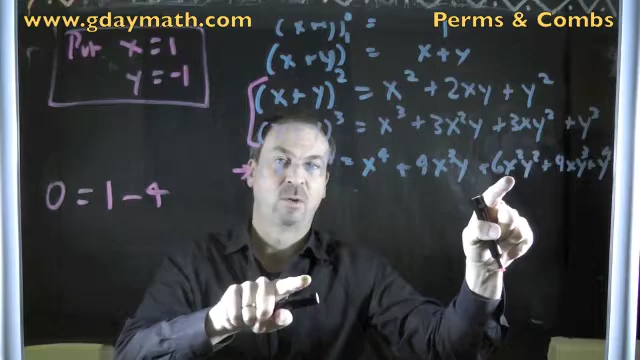 www.gdaymath.com
Perms & Combs
Put x = 1
y = -1
(x+y)⁰ =
(x+y)¹ = x + y
(x+y)² = x² + 2xy + y²
³ = x³ + 3x²y + 3xy² + y³
= x⁴ + 4x³y + 6x²y² + 4xy³ + y⁴
0 = 1 - 4